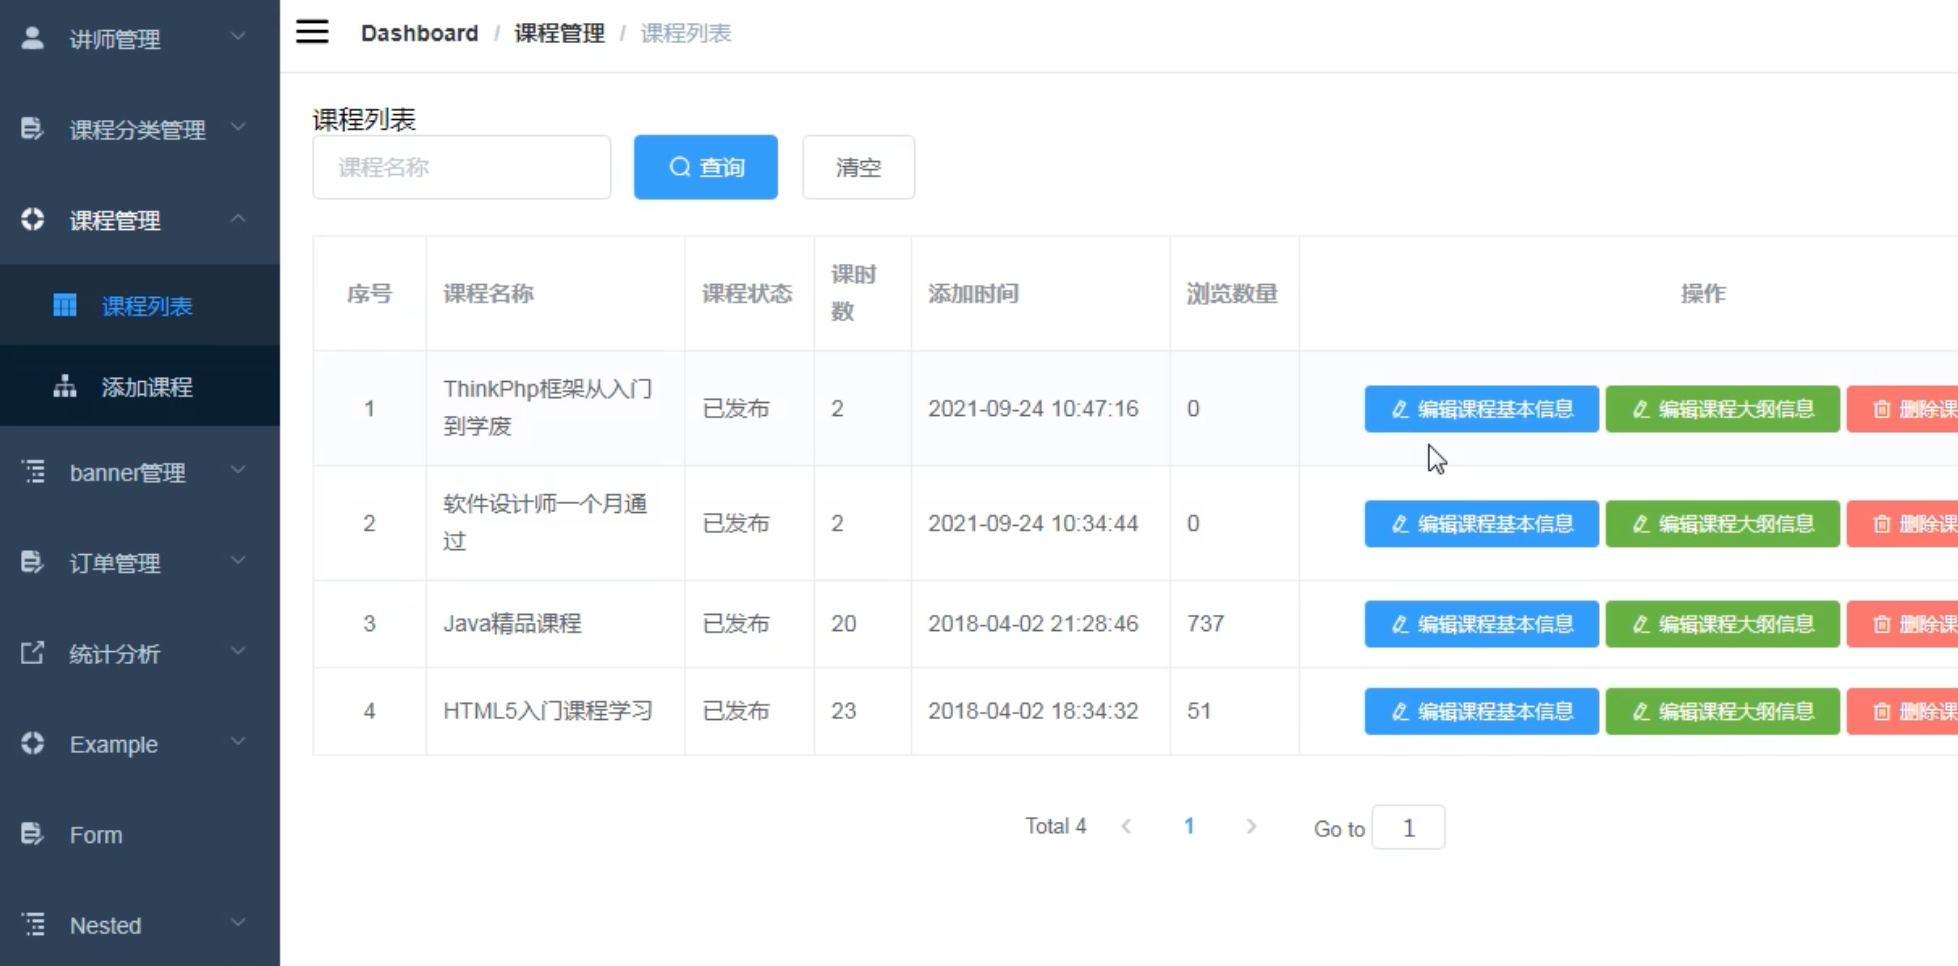 讲师管理
课程分类管理
课程管理
课程列表
添加课程
banner管理
订单管理
统计分析
Example
Form
Nested
Dashboard / 课程管理 / 课程列表
课程列表
课程名称 查询 清空
序号 课程名称 课程状态 课时数 添加时间 浏览数量 操作
1 ThinkPhp框架从入门到学废 已发布 2 2021-09-24 10:47:16 0 编辑课程基本信息 编辑课程大纲信息 删除课
2 软件设计师一个月通过 已发布 2 2021-09-24 10:34:44 0 编辑课程基本信息 编辑课程大纲信息 删除课
3 Java精品课程 已发布 20 2018-04-02 21:28:46 737 编辑课程基本信息 编辑课程大纲信息 删除课
4 HTML5入门课程学习 已发布 23 2018-04-02 18:34:32 51 编辑课程基本信息 编辑课程大纲信息 删除课
Total 4 1 Go to 1